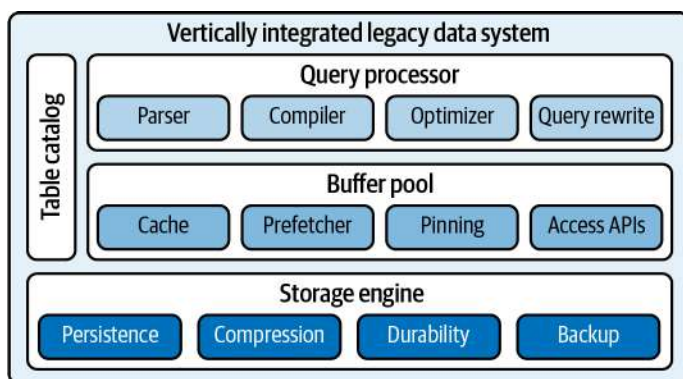 Vertically integrated legacy data system
Table catalog
Query processor
Parser Compiler Optimizer Query rewrite
Buffer pool
Cache Prefetcher Pinning Access APIs
Storage engine
Persistence Compression Durability Backup